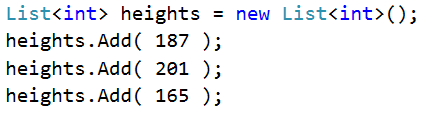 List<int> heights = new List<int>();
heights.Add( 187 );
heights.Add( 201 );
heights.Add( 165 );